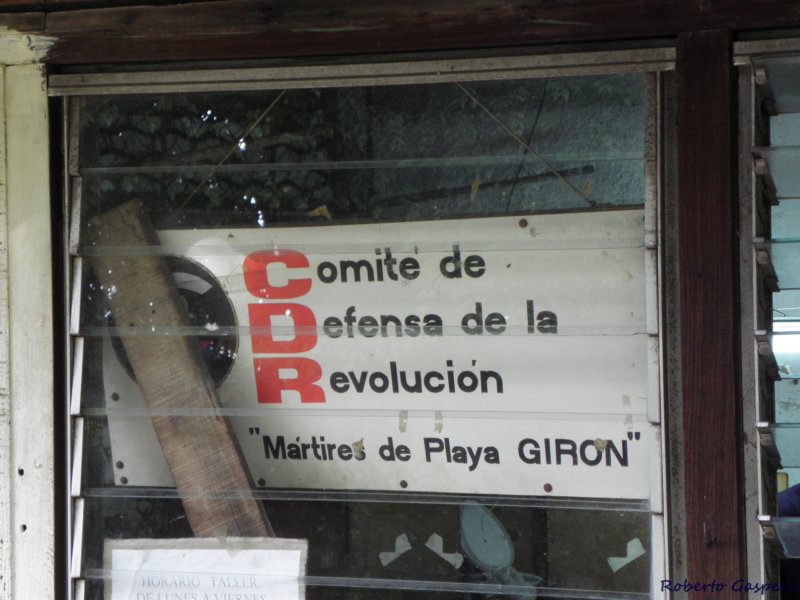 Comité de
Defensa de la
Revolución
"Mártires de Playa GIRON"
HORARIO TALLER.
DE LUNES A VIERNES
Roberto Gaspe